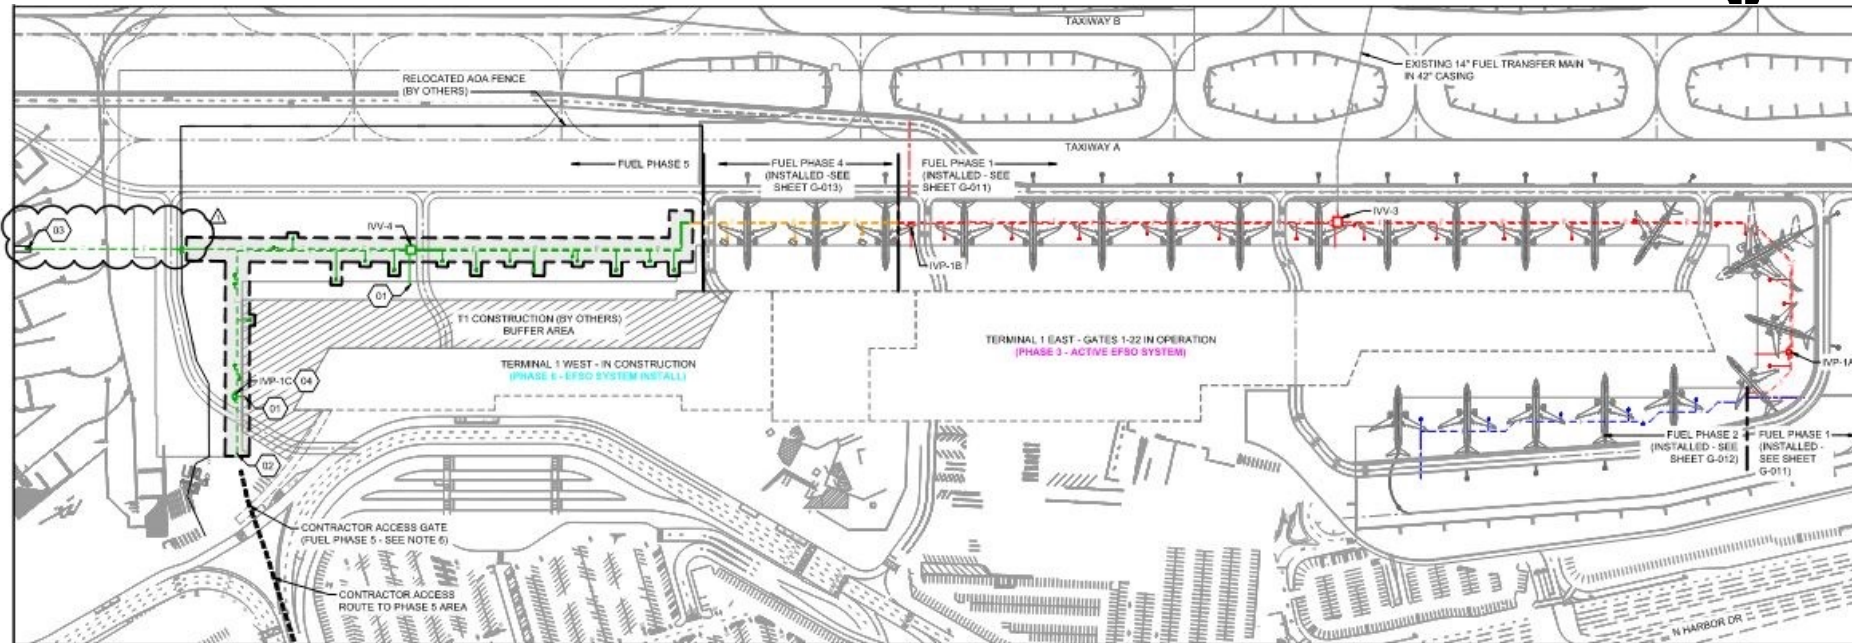 TAXIWAY B
RELOCATED AOA FENCE
(BY OTHERS)
EXISTING 14" FUEL TRANSFER MAIN
IN 42" CASING
TAXIWAY A
FUEL PHASE 5
FUEL PHASE 4
(INSTALLED -SEE
SHEET G-013)
FUEL PHASE 1
(INSTALLED - SEE
SHEET G-011)
03
1
IVV-4
IVV-3
IVP-1B
01
T1 CONSTRUCTION (BY OTHERS)
BUFFER AREA
TERMINAL 1 WEST - IN CONSTRUCTION
(PHASE 6 - EFSO SYSTEM INSTALL)
TERMINAL 1 EAST - GATES 1-22 IN OPERATION
(PHASE 3 - ACTIVE EFSO SYSTEM)
IVP-1A
IVP-1C
04
01
02
FUEL PHASE 2
(INSTALLED - SEE
SHEET G-012)
FUEL PHASE 1
(INSTALLED -
SEE SHEET
G-011)
CONTRACTOR ACCESS GATE
(FUEL PHASE 5 - SEE NOTE 6)
CONTRACTOR ACCESS
ROUTE TO PHASE 5 AREA
N HARBOR DR